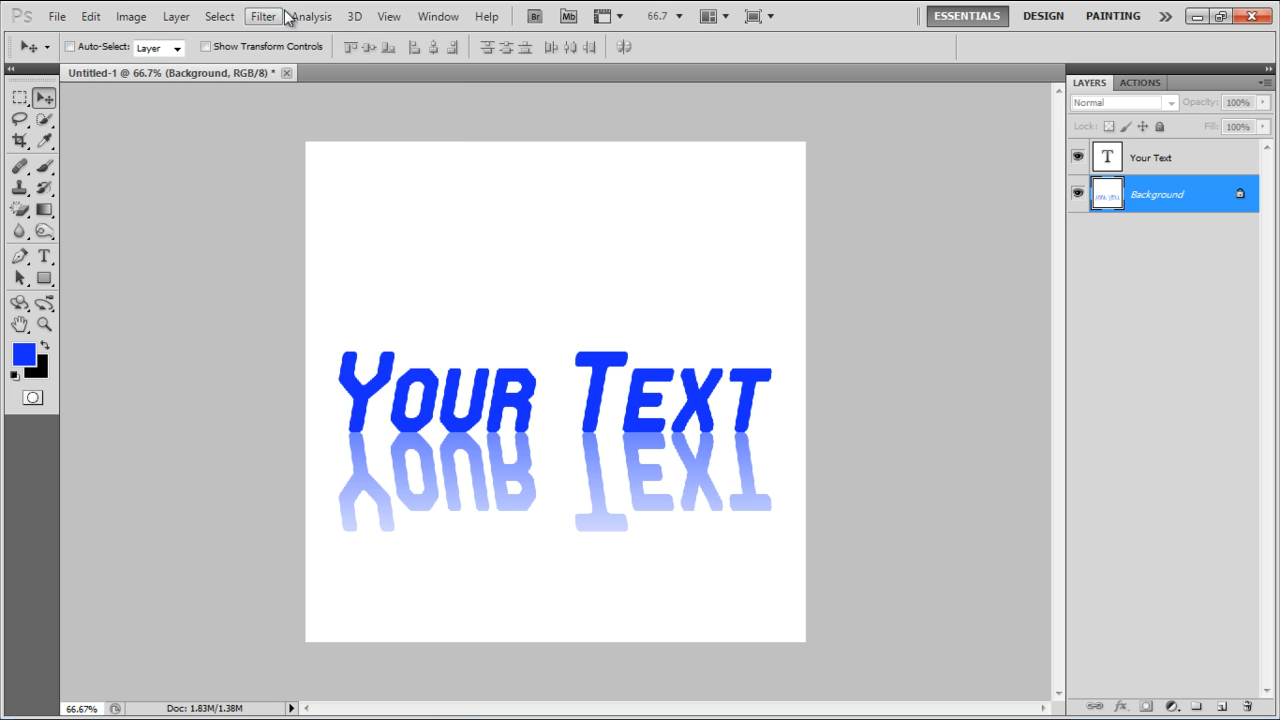 Ps File Edit Image Layer Select Filter Analysis 3D View Window Help Br Mb 66.7 ESSENTIALS DESIGN PAINTING
Auto-Select: Layer Show Transform Controls
Untitled-1 @ 66.7% (Background, RGB/8) *
LAYERS ACTIONS
Normal Opacity: 100%
Lock: Fill: 100%
T Your Text
Background
T
Your Text
66.67% Doc: 1.83M/1.38M